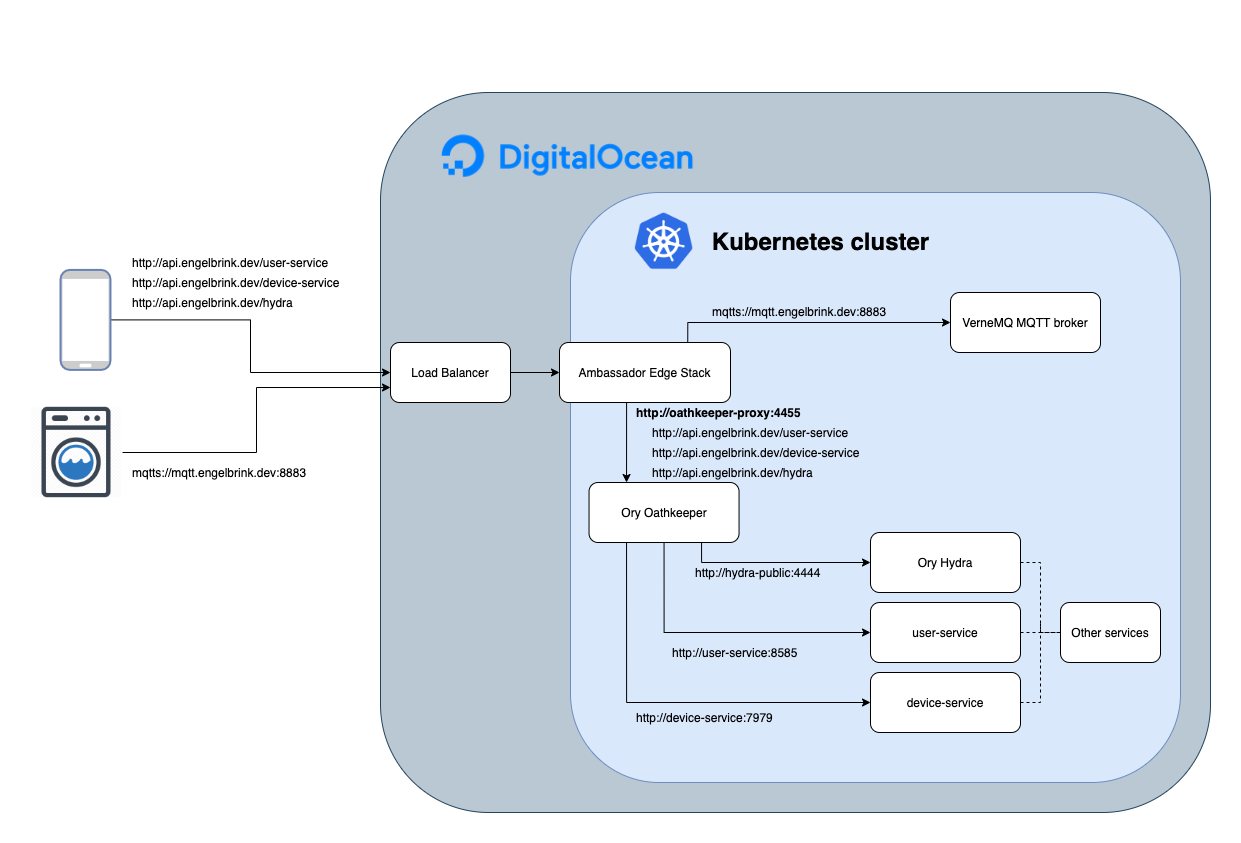 DigitalOcean
Kubernetes cluster
http://api.engelbrink.dev/user-service
http://api.engelbrink.dev/device-service
http://api.engelbrink.dev/hydra
mqtts://mqtt.engelbrink.dev:8883
VerneMQ MQTT broker
Load Balancer
Ambassador Edge Stack
http://oathkeeper-proxy:4455
http://api.engelbrink.dev/user-service
http://api.engelbrink.dev/device-service
http://api.engelbrink.dev/hydra
mqtts://mqtt.engelbrink.dev:8883
Ory Oathkeeper
Ory Hydra
http://hydra-public:4444
user-service
Other services
http://user-service:8585
device-service
http://device-service:7979